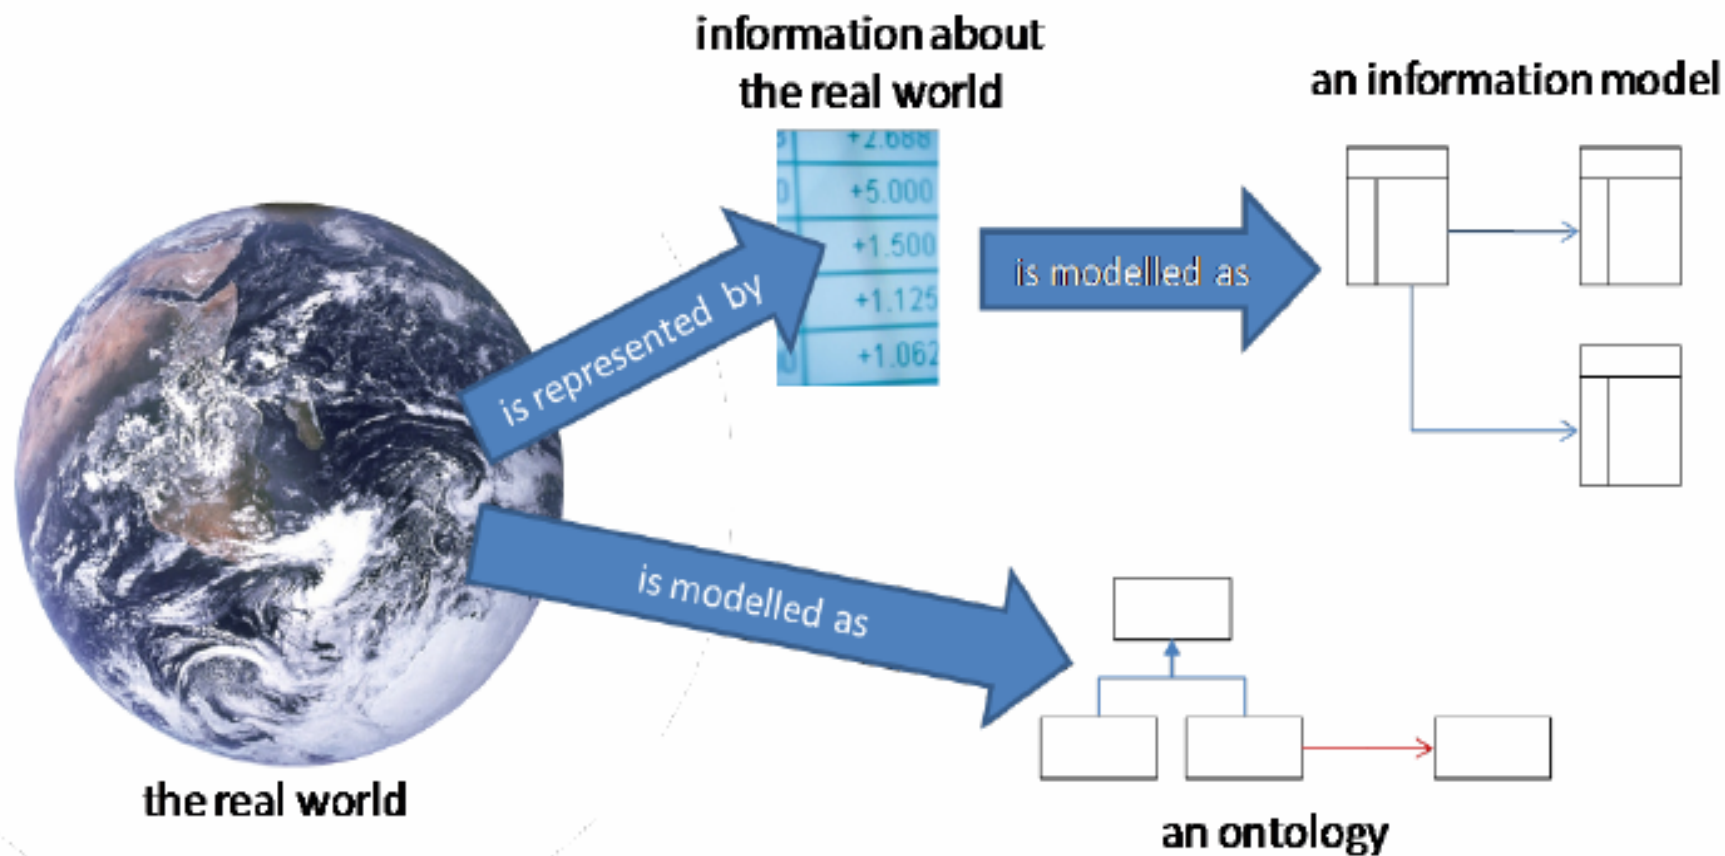 information about
the real world
an information model
+2.688
+5.000
+1.500
+1.125
+1.062
is represented by
is modelled as
is modelled as
the real world
an ontology